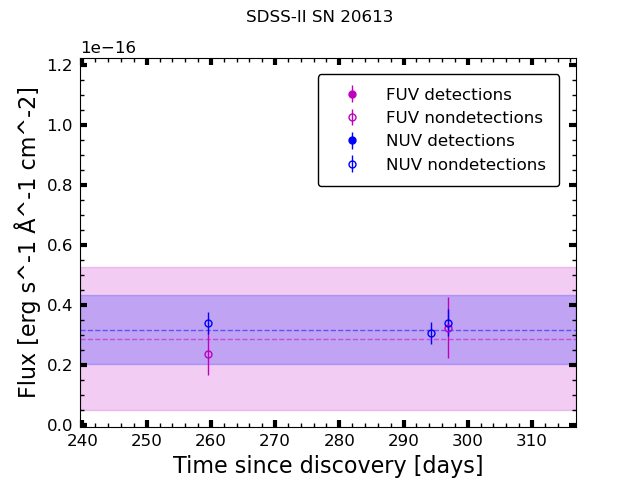 SDSS-II SN 20613
1e−16
1.2
1.0
0.8
0.6
0.4
0.2
0.0
Flux [erg s^-1 Å^-1 cm^-2]
FUV detections
FUV nondetections
NUV detections
NUV nondetections
240 250 260 270 280 290 300 310
Time since discovery [days]